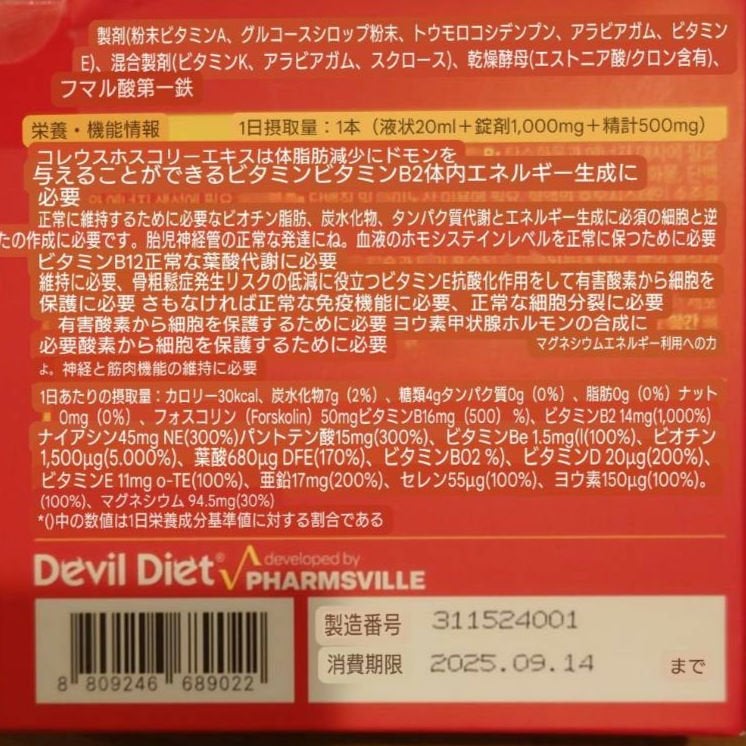 製剤(粉末ビタミンA、グルコースシロップ粉末、トウモロコシデンプン、アラビアガム、ビタミン
E)、混合製剤(ビタミンK、アラビアガム、スクロース)、乾燥酵母(エストニア酸/クロン含有)、
フマル酸第一鉄
栄養・機能情報 1日摂取量：1本（液状20ml＋錠剤1,000mg＋精計500mg）
コレウスホスコリーエキスは体脂肪減少にドモンを
与えることができるビタミンビタミンB2体内エネルギー生成に
必要
正常に維持するために必要なビオチン脂肪、炭水化物、タンパク質代謝とエネルギー生成に必須の細胞と逆
たの作成に必要です。胎児神経管の正常な発達にね。血液のホモシステインレベルを正常に保つために必要
ビタミンB12正常な葉酸代謝に必要
維持に必要、骨粗鬆症発生リスクの低減に役立つビタミンE抗酸化作用をして有害酸素から細胞を
保護に必要 さもなければ正常な免疫機能に必要、正常な細胞分裂に必要
有害酸素から細胞を保護するために必要 ヨウ素甲状腺ホルモンの合成に
必要酸素から細胞を保護するために必要 マグネシウムエネルギー利用への力
よ。神経と筋肉機能の維持に必要
1日あたりの摂取量：カロリー30kcal、炭水化物7g（2%）、糖類4gタンパク質0g（0%）、脂肪0g（0%）ナット
0mg（0%）、フォスコリン（Forskolin）50mgビタミンB16mg（500）%)、ビタミンB2 14mg(1,000%)
ナイアシン45mg NE(300%)パントテン酸15mg(300%)、ビタミンBe 1.5mg(l(100%)、ビオチン
1,500μg(5.000%)、葉酸680μg DFE(170%)、ビタミンBO2 %)、ビタミンD 20μg(200%)、
ビタミンE 11mg o-TE(100%)、亜鉛17mg(200%)、セレン55μg(100%)、ヨウ素150μg(100%)。
(100%)、マグネシウム 94.5mg(30%)
*()中の数値は1日栄養成分基準値に対する割合である
Devil Diet® developed by
PHARMSVILLE
製造番号 311524001
消費期限 2025.09.14 まで
8 809246 689022